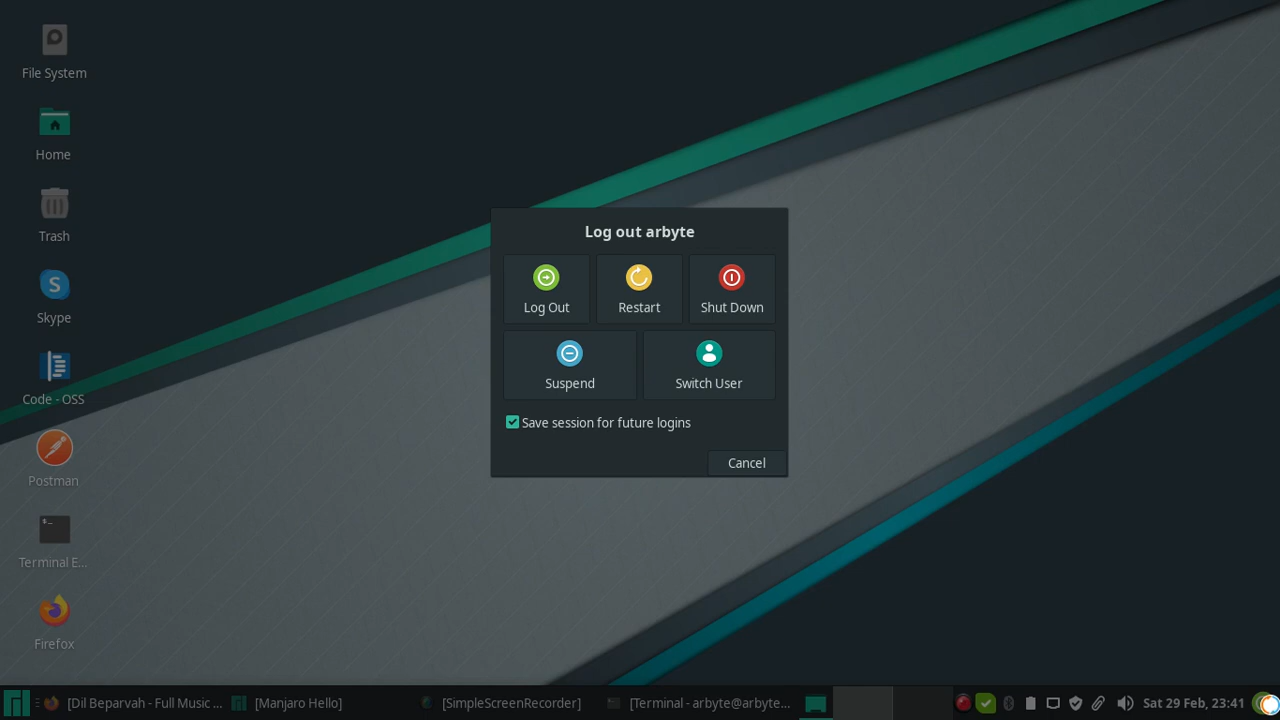 File System
Home
Trash
Skype
Code - OSS
Postman
Terminal E...
Firefox
Log out arbyte
Log Out
Restart
Shut Down
Suspend
Switch User
Save session for future logins
Cancel
[Dil Beparvah - Full Music ...
[Manjaro Hello]
[SimpleScreenRecorder]
[Terminal - arbyte@arbyte...
Sat 29 Feb, 23:41